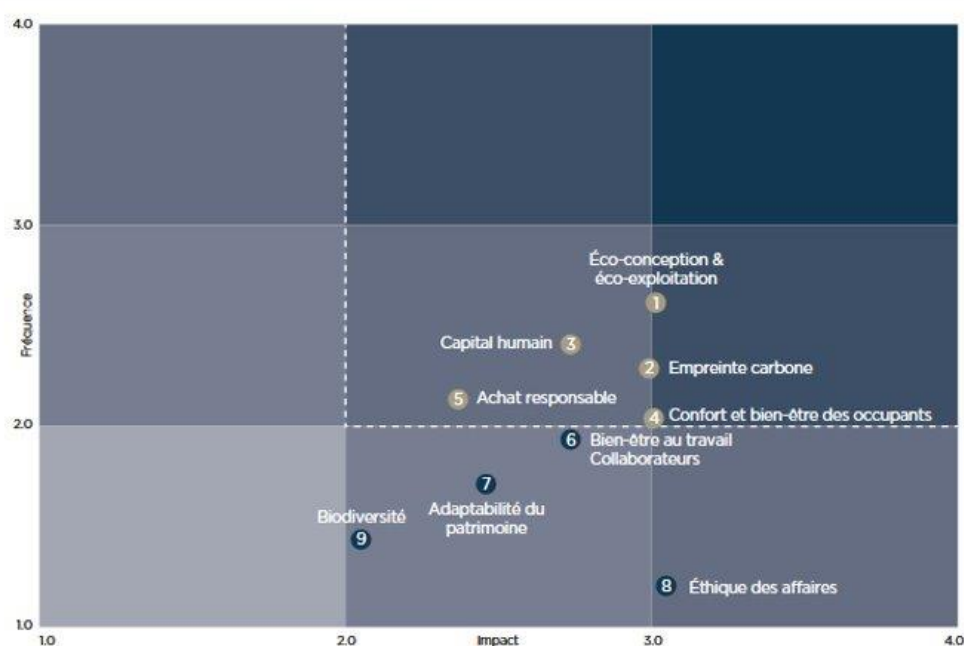 4.0
3.0
Éco-conception &
éco-exploitation
1
Capital humain 3
2 Empreinte carbone
5 Achat responsable
4 Confort et bien-être des occupants
Fréquence
2.0
6 Bien-être au travail
Collaborateurs
7
Adaptabilité du
patrimoine
Biodiversité
9
8 Éthique des affaires
1.0
1.0 2.0 Impact 3.0 4.0